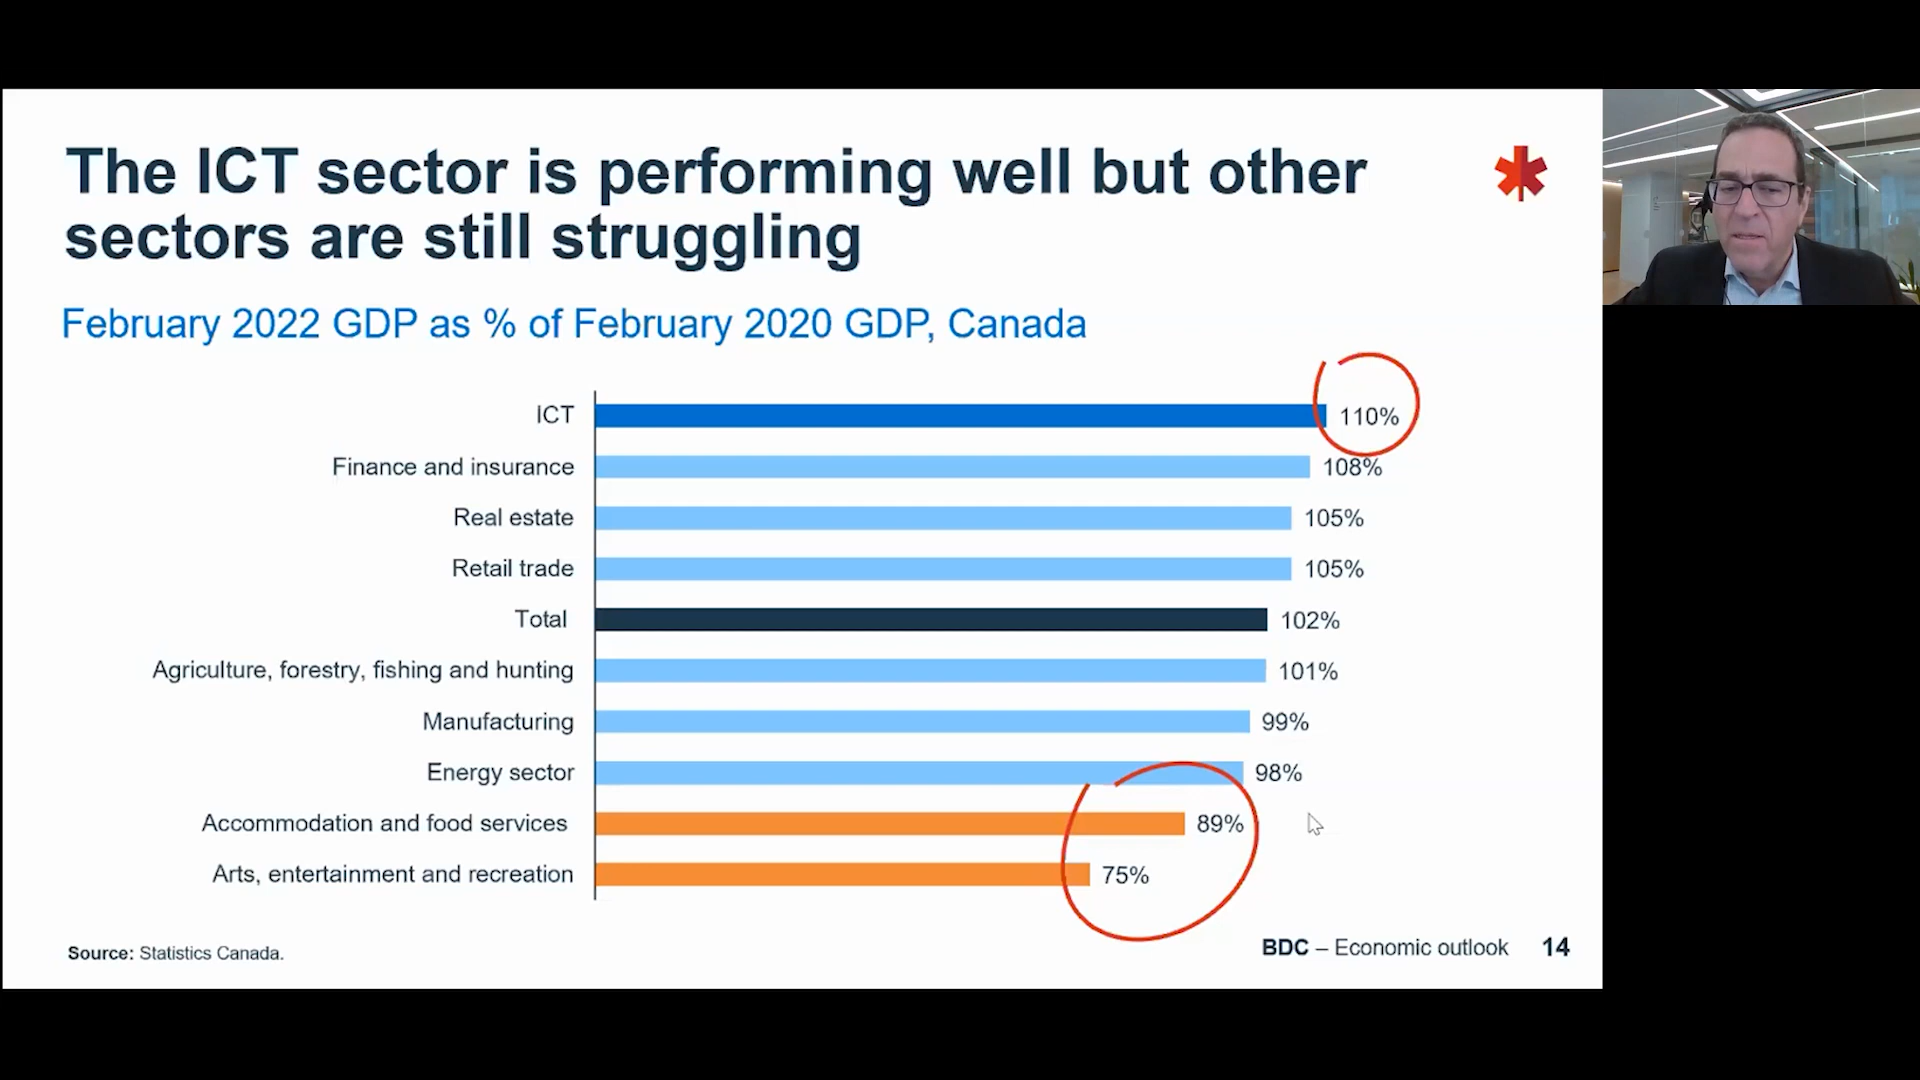 The ICT sector is performing well but other
sectors are still struggling
February 2022 GDP as % of February 2020 GDP, Canada
ICT 110%
Finance and insurance 108%
Real estate 105%
Retail trade 105%
Total 102%
Agriculture, forestry, fishing and hunting 101%
Manufacturing 99%
Energy sector 98%
Accommodation and food services 89%
Arts, entertainment and recreation 75%
Source: Statistics Canada.
BDC – Economic outlook 14